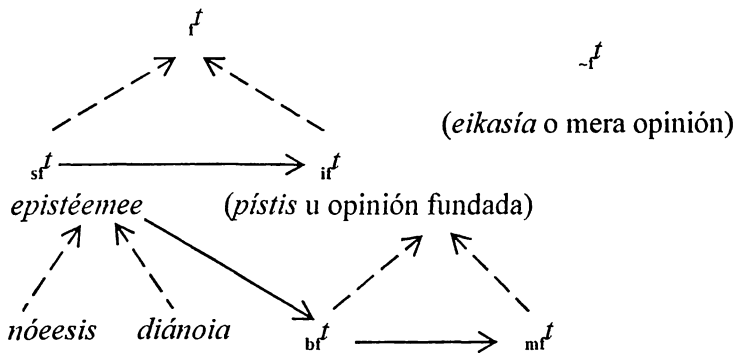 ft
~ft
(eikasía o mera opinión)
sft ift
epistéemee (pístis u opinión fundada)
nóeesis diánoia bft mft